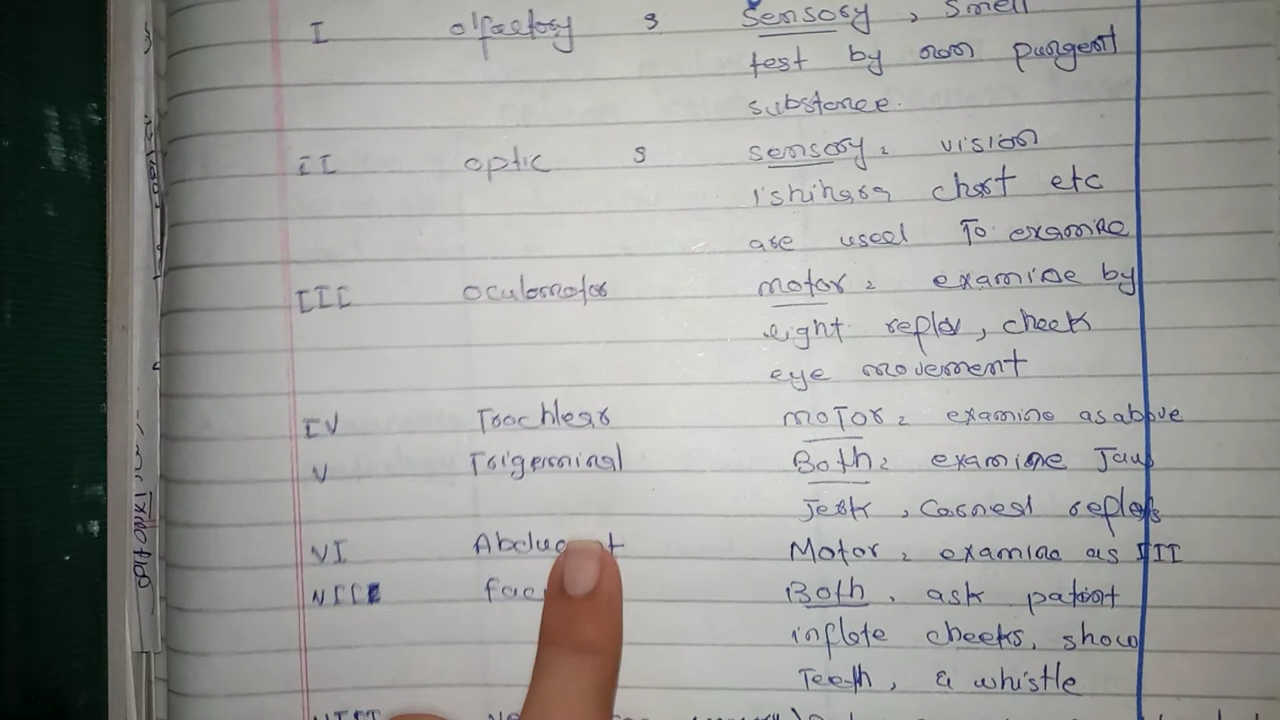 I olfactory : sensory, smell
test by non pungent
substance.
II optic : sensory: vision
ishihara chart etc
are used To examine
III oculomotor motor: examine by
light reflex, check
eye movement
IV Trochlear MOTOR: examine as above
V Trigeminal Both: examine Jaw
Jerk, Corneal reflex
VI Motor: examine as III
VII Both, ask patient
inflate cheeks, show
Teeth, & whistle